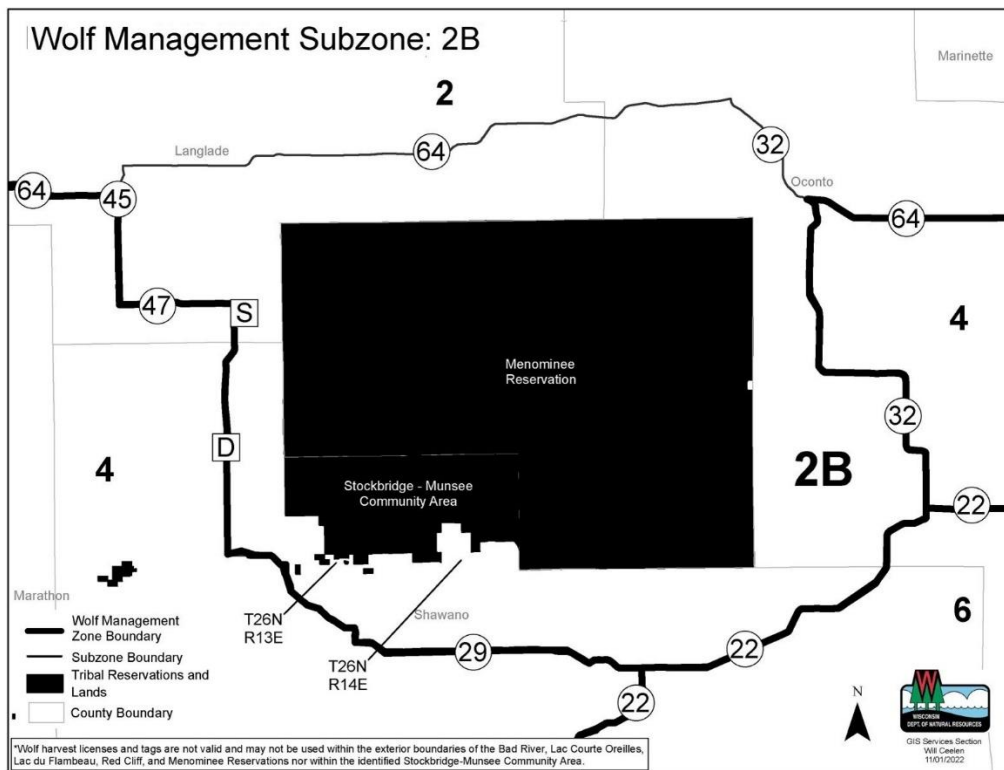 Wolf Management Subzone: 2B
Marinette
2
Langlade
64
32
64
45
Oconto
64
47
S
4
Menominee
Reservation
32
D
4
2B
Stockbridge - Munsee
Community Area
22
Marathon
T26N
R13E
Shawano
6
Wolf Management
Zone Boundary
Subzone Boundary
Tribal Reservations and
Lands
County Boundary
T26N
R14E
29
22
22
N
W
WISCONSIN
DEPT. OF NATURAL RESOURCES
GIS Services Section
Will Ceelen
11/01/2022
*Wolf harvest licenses and tags are not valid and may not be used within the exterior boundaries of the Bad River, Lac Courte Oreilles,
Lac du Flambeau, Red Cliff, and Menominee Reservations nor within the identified Stockbridge-Munsee Community Area.